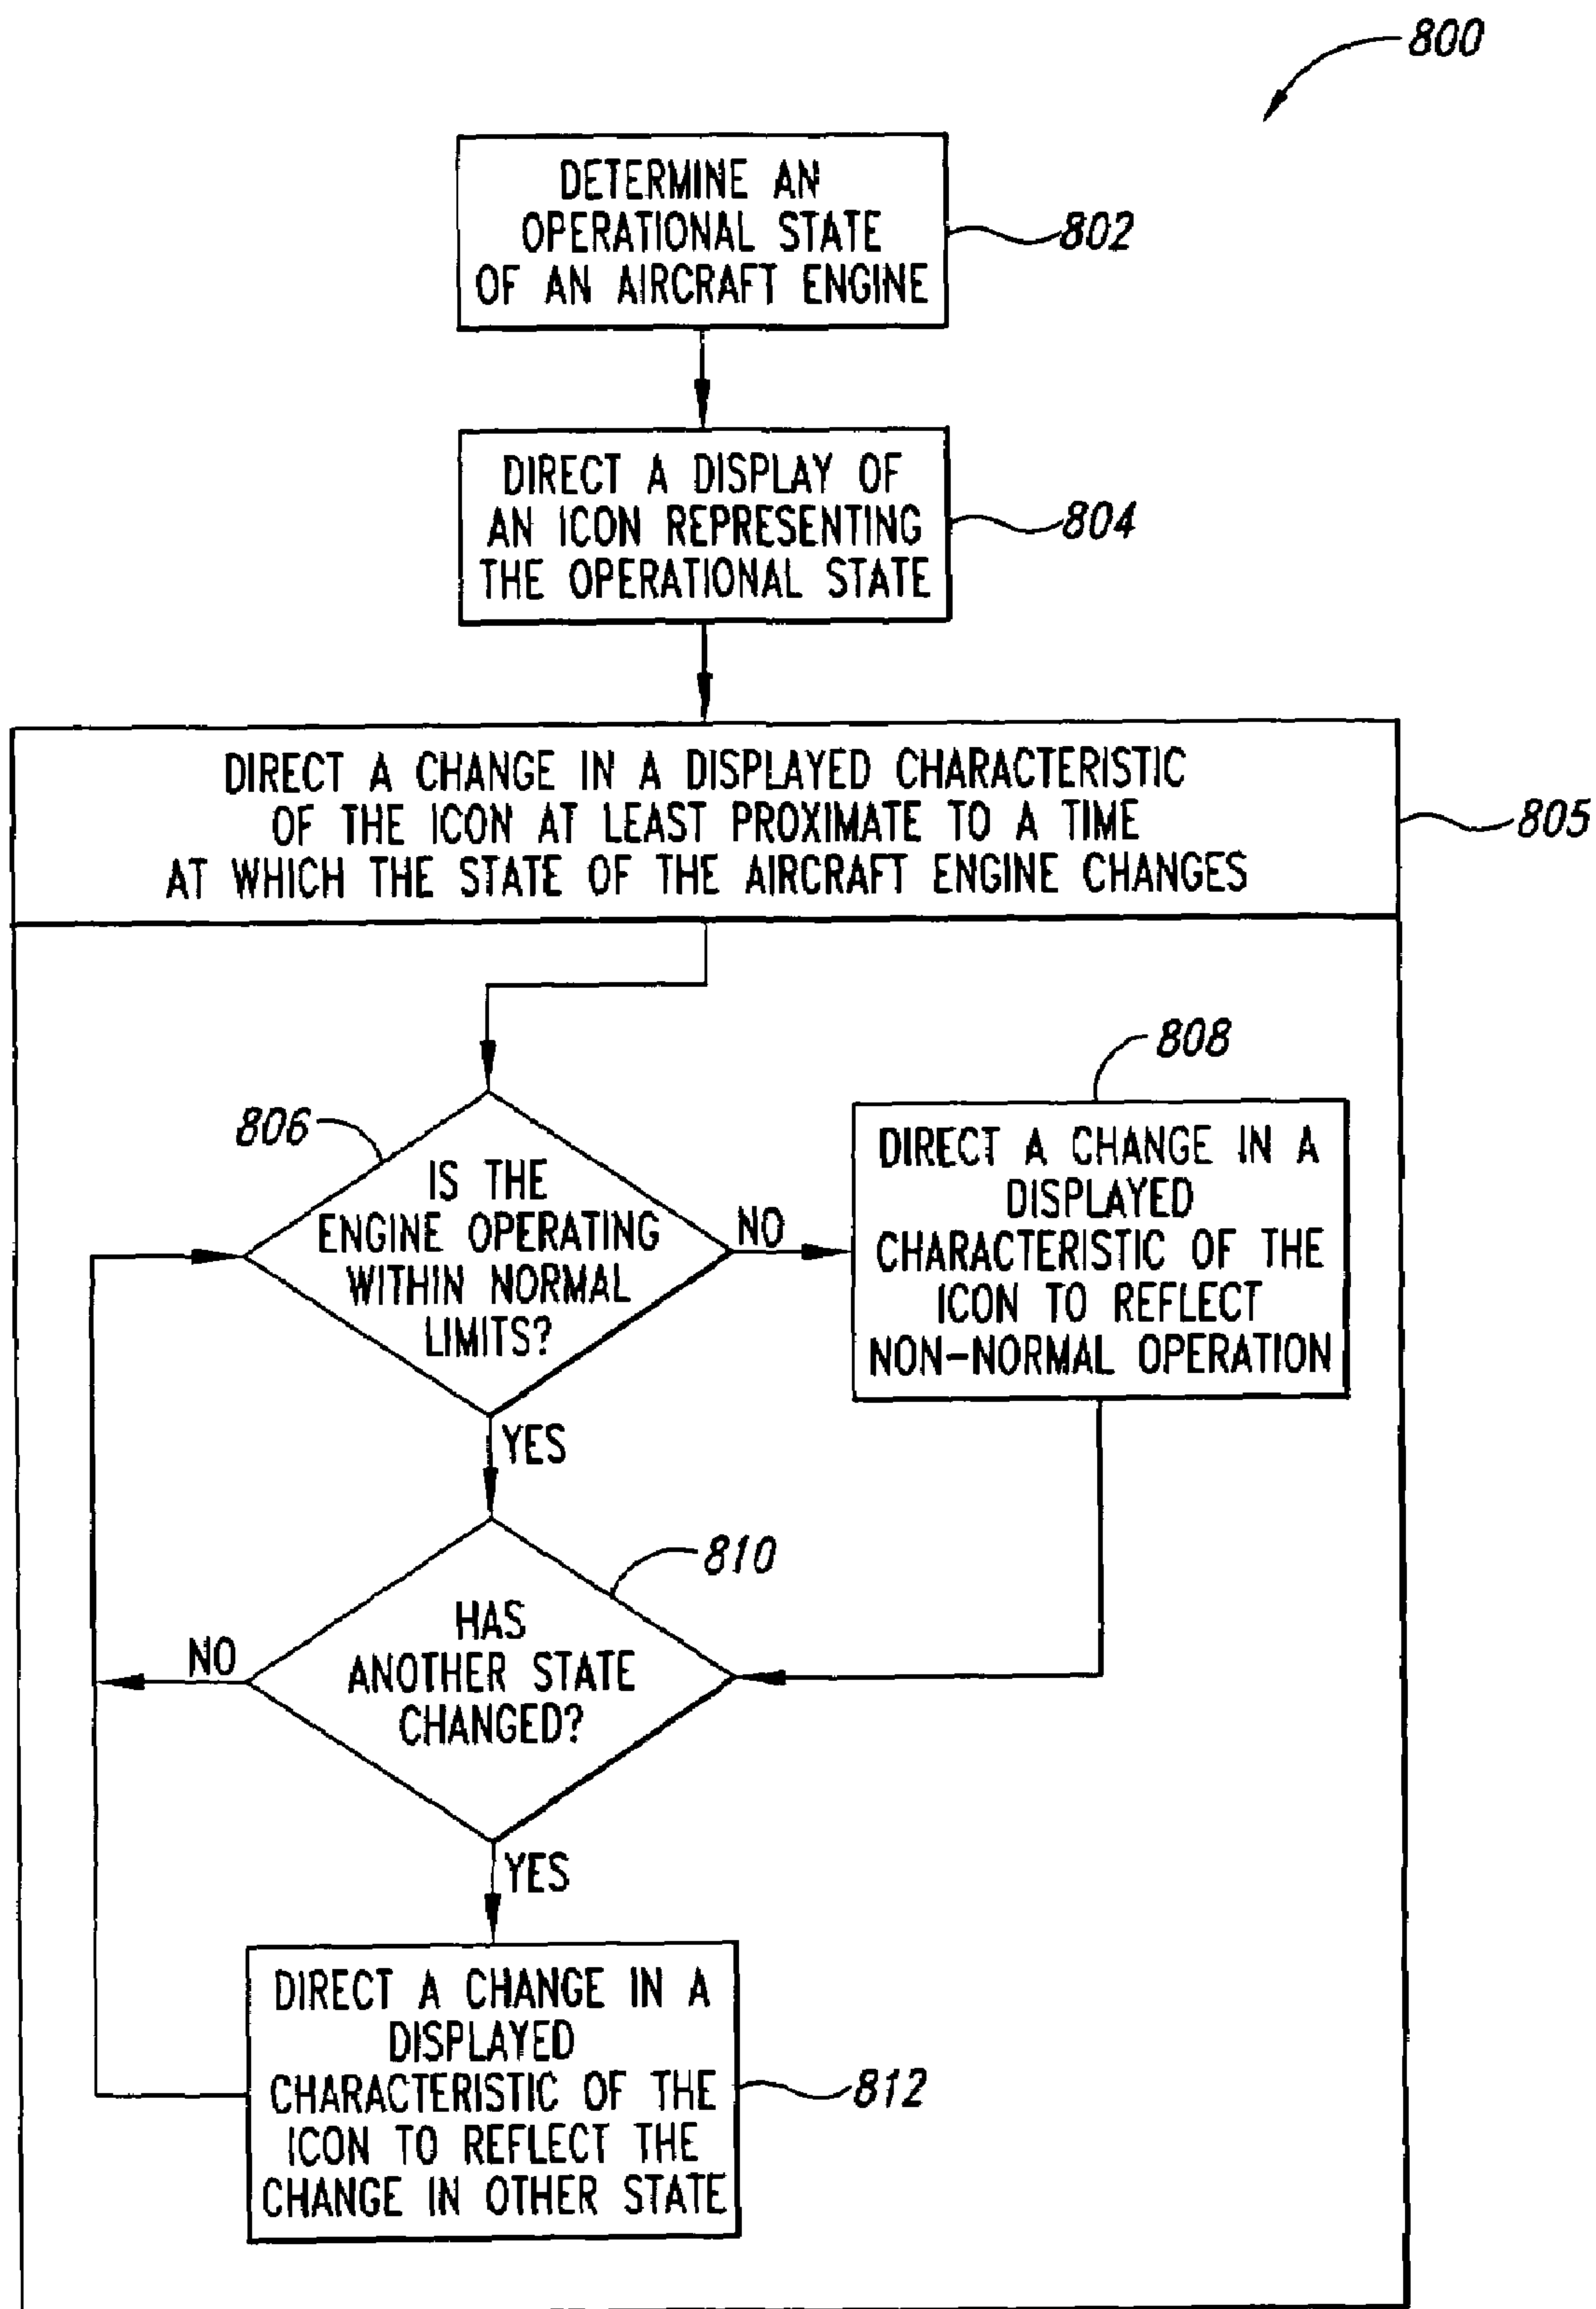 800
DETERMINE AN
OPERATIONAL STATE
OF AN AIRCRAFT ENGINE
802
DIRECT A DISPLAY OF
AN ICON REPRESENTING
THE OPERATIONAL STATE
804
DIRECT A CHANGE IN A DISPLAYED CHARACTERISTIC
OF THE ICON AT LEAST PROXIMATE TO A TIME
AT WHICH THE STATE OF THE AIRCRAFT ENGINE CHANGES
805
806
IS THE
ENGINE OPERATING
WITHIN NORMAL
LIMITS?
NO
YES
808
DIRECT A CHANGE IN A
DISPLAYED
CHARACTERISTIC OF THE
ICON TO REFLECT
NON-NORMAL OPERATION
810
HAS
ANOTHER STATE
CHANGED?
NO
YES
DIRECT A CHANGE IN A
DISPLAYED
CHARACTERISTIC OF THE
ICON TO REFLECT THE
CHANGE IN OTHER STATE
812